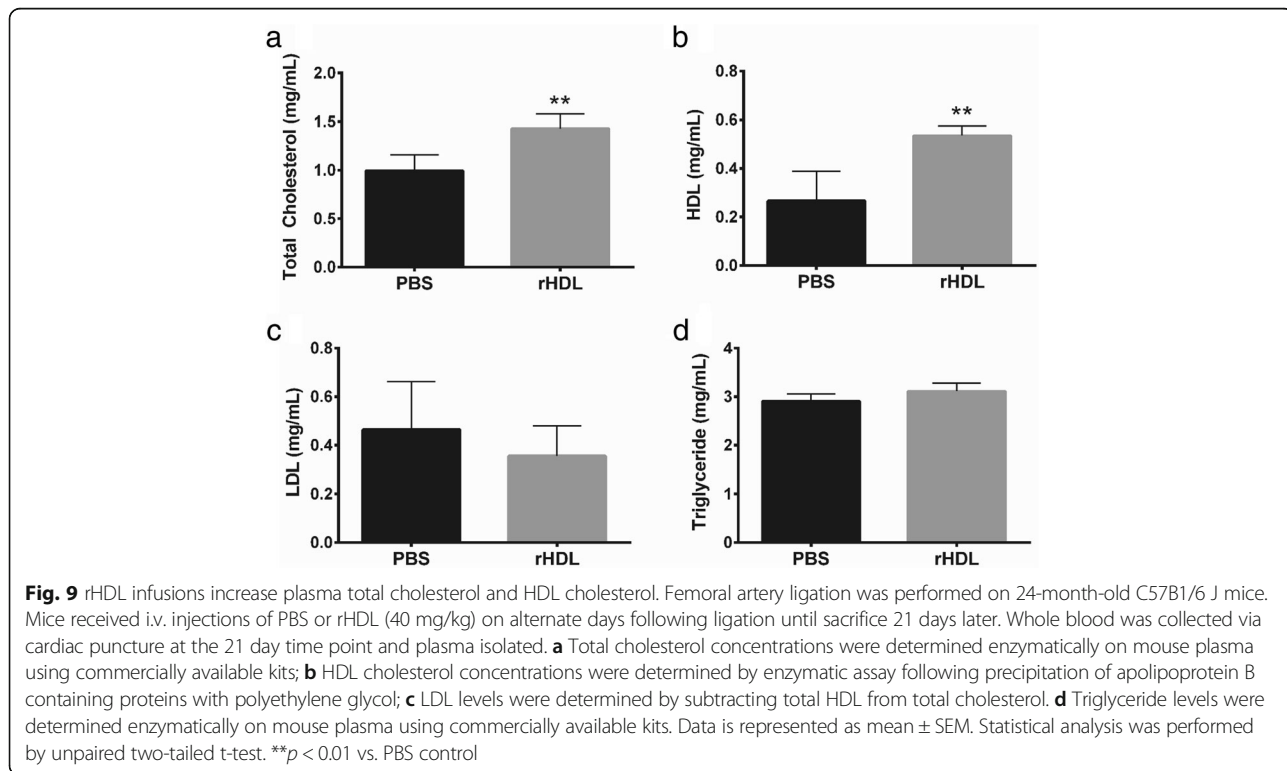 a
Total Cholesterol (mg/mL)
2.0
1.5
1.0
0.5
0.0
**
PBS
rHDL
b
HDL (mg/mL)
0.8
0.6
0.4
0.2
0.0
**
PBS
rHDL
c
LDL (mg/mL)
0.8
0.6
0.4
0.2
0.0
PBS
rHDL
d
Triglyceride (mg/mL)
4
3
2
1
0
PBS
rHDL
Fig. 9 rHDL infusions increase plasma total cholesterol and HDL cholesterol. Femoral artery ligation was performed on 24-month-old C57B1/6 J mice.
Mice received i.v. injections of PBS or rHDL (40 mg/kg) on alternate days following ligation until sacrifice 21 days later. Whole blood was collected via
cardiac puncture at the 21 day time point and plasma isolated. a Total cholesterol concentrations were determined enzymatically on mouse plasma
using commercially available kits; b HDL cholesterol concentrations were determined by enzymatic assay following precipitation of apolipoprotein B
containing proteins with polyethylene glycol; c LDL levels were determined by subtracting total HDL from total cholesterol. d Triglyceride levels were
determined enzymatically on mouse plasma using commercially available kits. Data is represented as mean ± SEM. Statistical analysis was performed
by unpaired two-tailed t-test. **p < 0.01 vs. PBS control